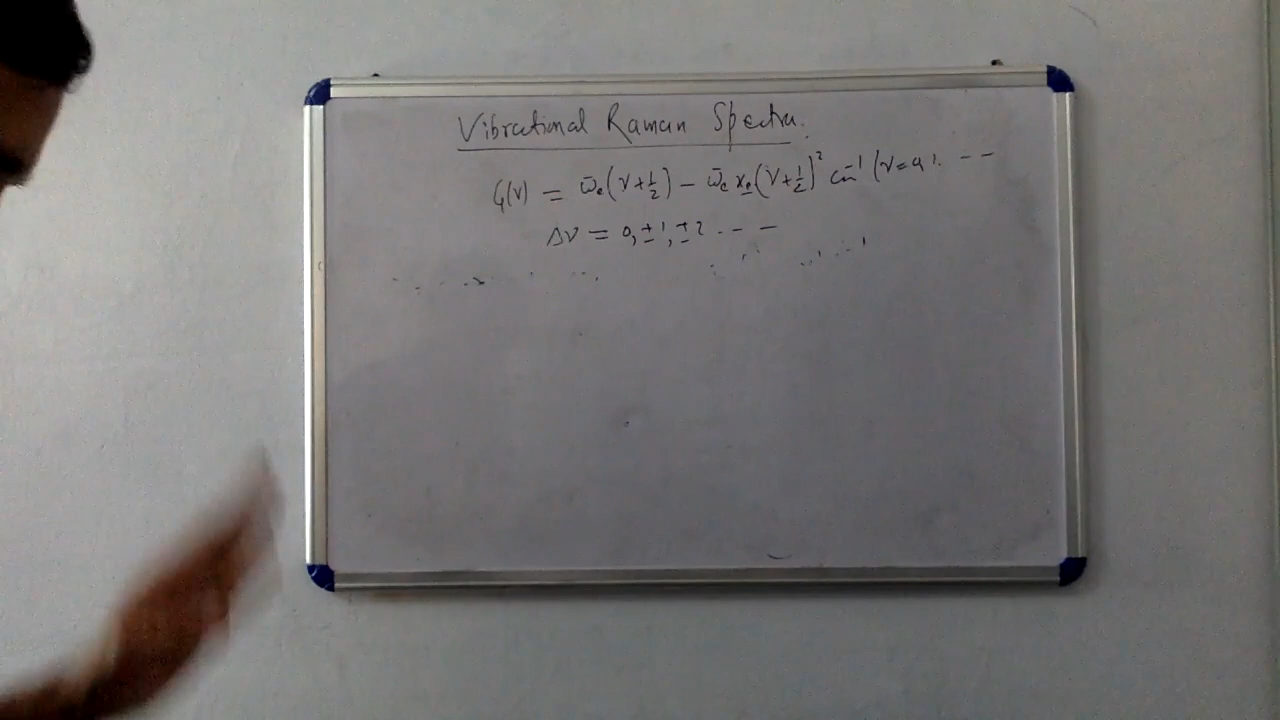 Vibrational Raman Spectra.
G(v) = ω̄e(v+1/2) − ω̄e xe(v+1/2)² cm⁻¹ (v=0,1. - -
Δv = 0, ±1, ±2 - - -